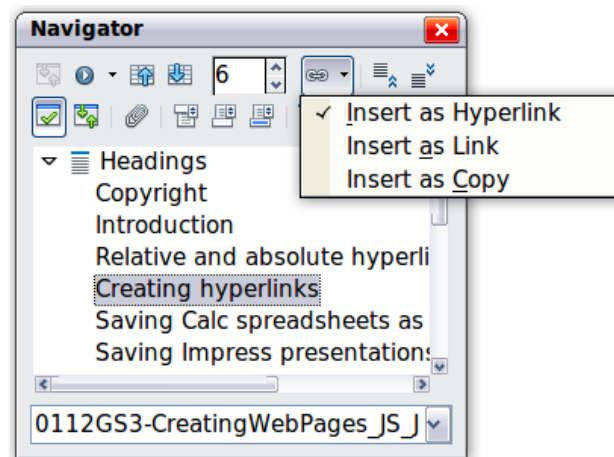 Navigator
6
Insert as Hyperlink
Insert as Link
Insert as Copy
Headings
Copyright
Introduction
Relative and absolute hyperli
Creating hyperlinks
Saving Calc spreadsheets as
Saving Impress presentations
0112GS3-CreatingWebPages_JS_J